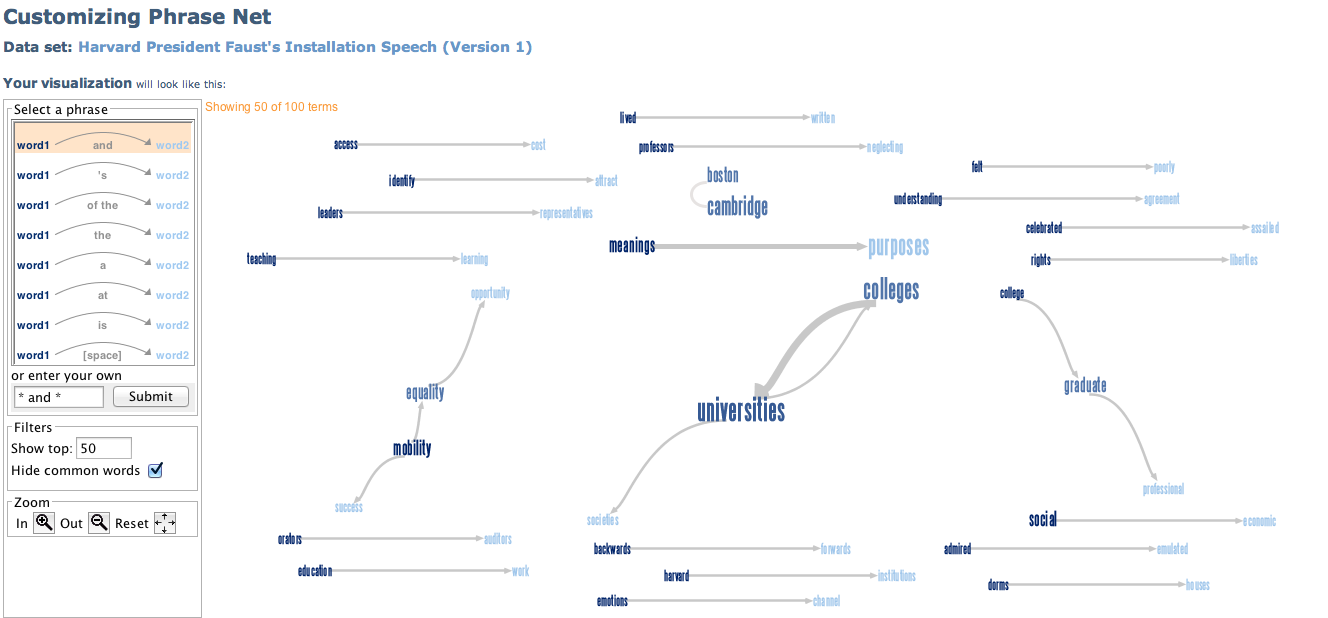 Customizing Phrase Net
Data set: Harvard President Faust's Installation Speech (Version 1)
Your visualization will look like this:
Select a phrase
word1 and word2
word1 's word2
word1 of the word2
word1 the word2
word1 a word2
word1 at word2
word1 is word2
word1 [space] word2
or enter your own
* and *
Submit
Filters
Show top: 50
Hide common words
Zoom
In Out Reset
Showing 50 of 100 terms
lived written
access cost
professors neglecting
felt poorly
boston
identify attract
understanding agreement
cambridge
leaders representatives
celebrated assailed
meanings purposes
teaching learning
rights liberties
colleges
opportunity
college
equality
graduate
universities
mobility
professional
success
societies
social economic
orators auditors
backwards forwards
admired emulated
education work
harvard institutions
dorms houses
emotions channel